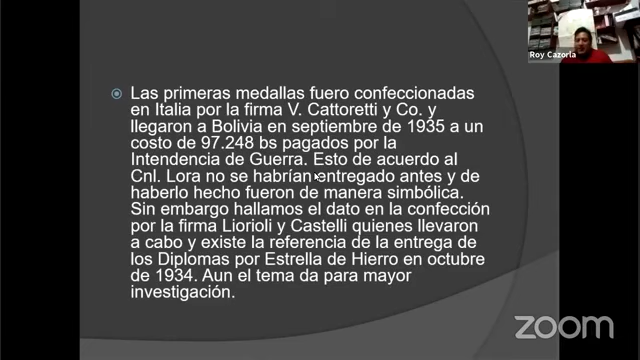 Roy Cazorla
Las primeras medallas fuero confeccionadas
en Italia por la firma V. Cattoretti y Co. y
llegaron a Bolivia en septiembre de 1935 a un
costo de 97.248 bs pagados por la
Intendencia de Guerra. Esto de acuerdo al
Cnl. Lora no se habrían entregado antes y de
haberlo hecho fueron de manera simbólica.
Sin embargo hallamos el dato en la confección
por la firma Liorioli y Castelli quienes llevaron
a cabo y existe la referencia de la entrega de
los Diplomas por Estrella de Hierro en octubre
de 1934. Aun el tema da para mayor
investigación.
zoom